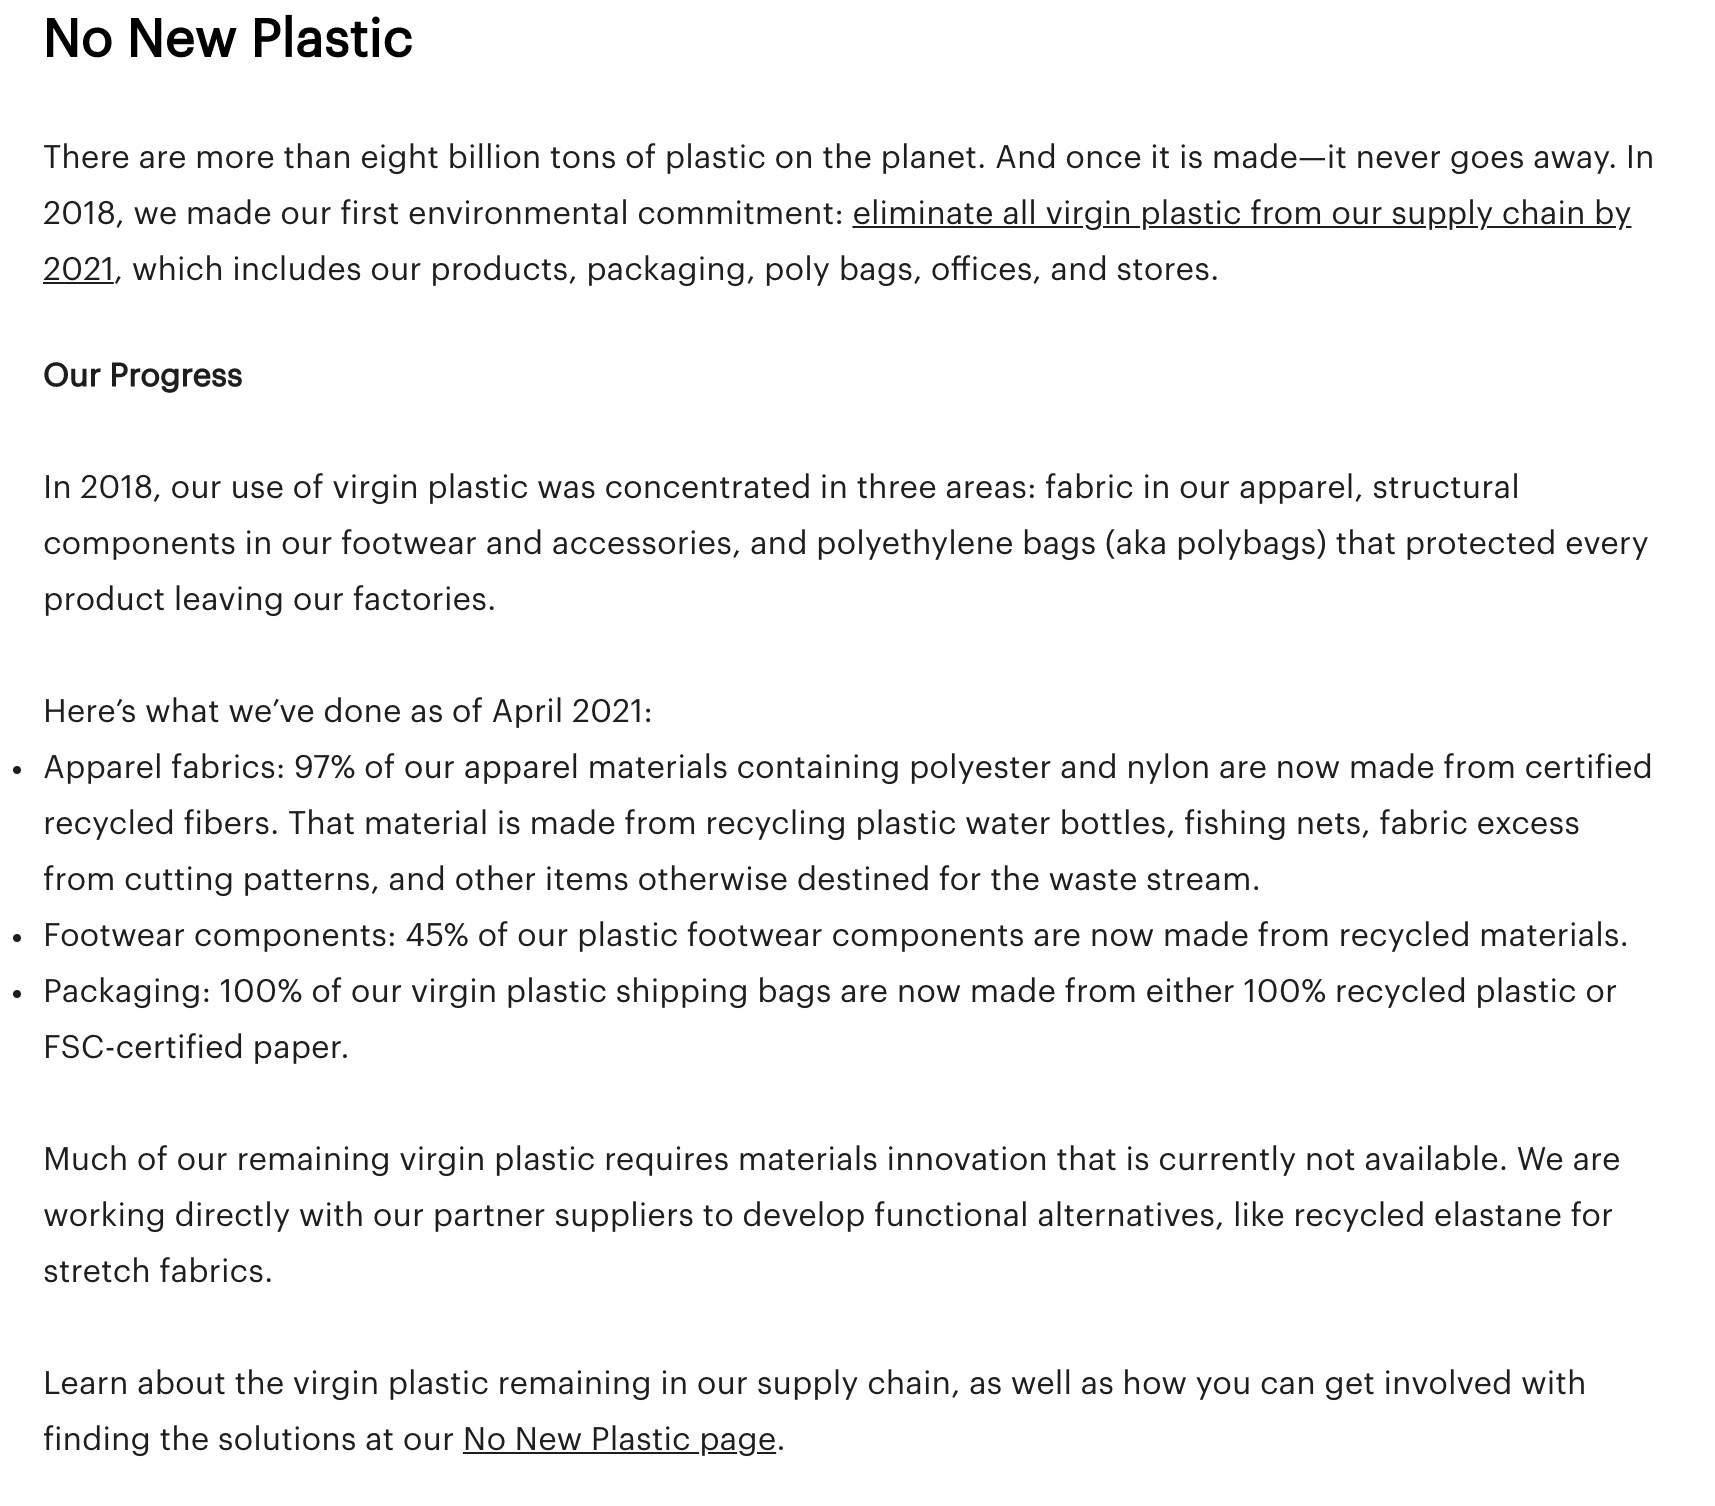 No New Plastic
There are more than eight billion tons of plastic on the planet. And once it is made—it never goes away. In
2018, we made our first environmental commitment: eliminate all virgin plastic from our supply chain by
2021, which includes our products, packaging, poly bags, offices, and stores.
Our Progress
In 2018, our use of virgin plastic was concentrated in three areas: fabric in our apparel, structural
components in our footwear and accessories, and polyethylene bags (aka polybags) that protected every
product leaving our factories.
Here’s what we’ve done as of April 2021:
• Apparel fabrics: 97% of our apparel materials containing polyester and nylon are now made from certified
recycled fibers. That material is made from recycling plastic water bottles, fishing nets, fabric excess
from cutting patterns, and other items otherwise destined for the waste stream.
• Footwear components: 45% of our plastic footwear components are now made from recycled materials.
• Packaging: 100% of our virgin plastic shipping bags are now made from either 100% recycled plastic or
FSC-certified paper.
Much of our remaining virgin plastic requires materials innovation that is currently not available. We are
working directly with our partner suppliers to develop functional alternatives, like recycled elastane for
stretch fabrics.
Learn about the virgin plastic remaining in our supply chain, as well as how you can get involved with
finding the solutions at our No New Plastic page.